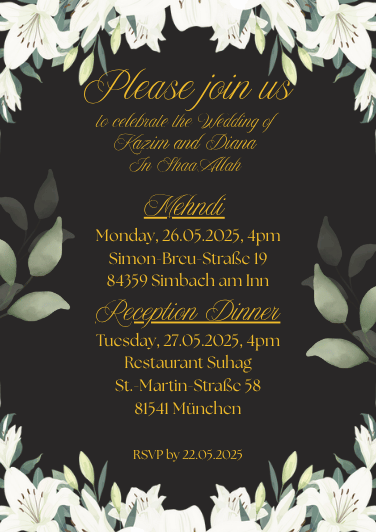 Please join us
to celebrate the Wedding of
Kazim and Diana
In ShaaAllah
Mehndi
Monday, 26.05.2025, 4pm
Simon-Breu-Straße 19
84359 Simbach am Inn
Reception Dinner
Tuesday, 27.05.2025, 4pm
Restaurant Suhag
St.-Martin-Straße 58
81541 München
RSVP by 22.05.2025